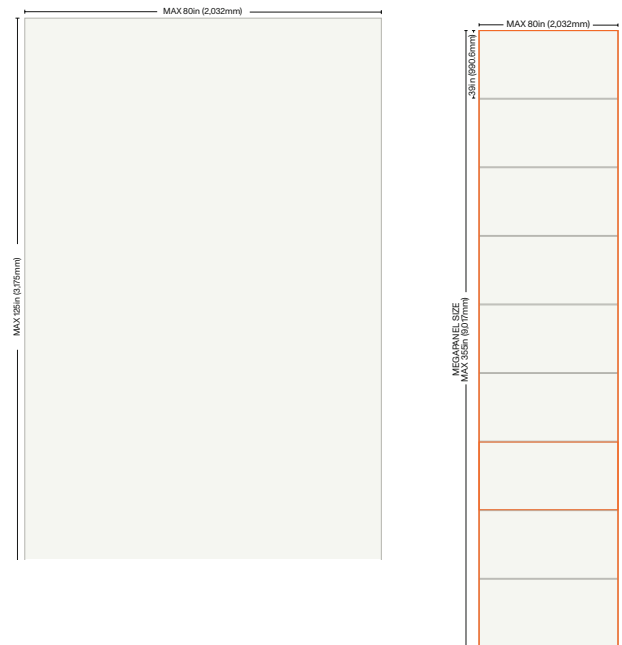 MAX 80in (2,032mm)
MAX 125in (3,175mm)
MAX 80in (2,032mm)
39in (990.6mm)
MEGAPANEL SIZE
MAX 355in (9,017mm)